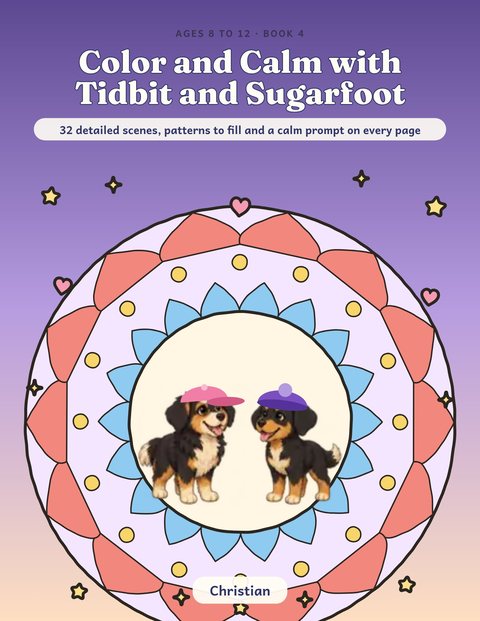 AGES 8 TO 12 · BOOK 4
Color and Calm with
Tidbit and Sugarfoot
32 detailed scenes, patterns to fill and a calm prompt on every page
Christian